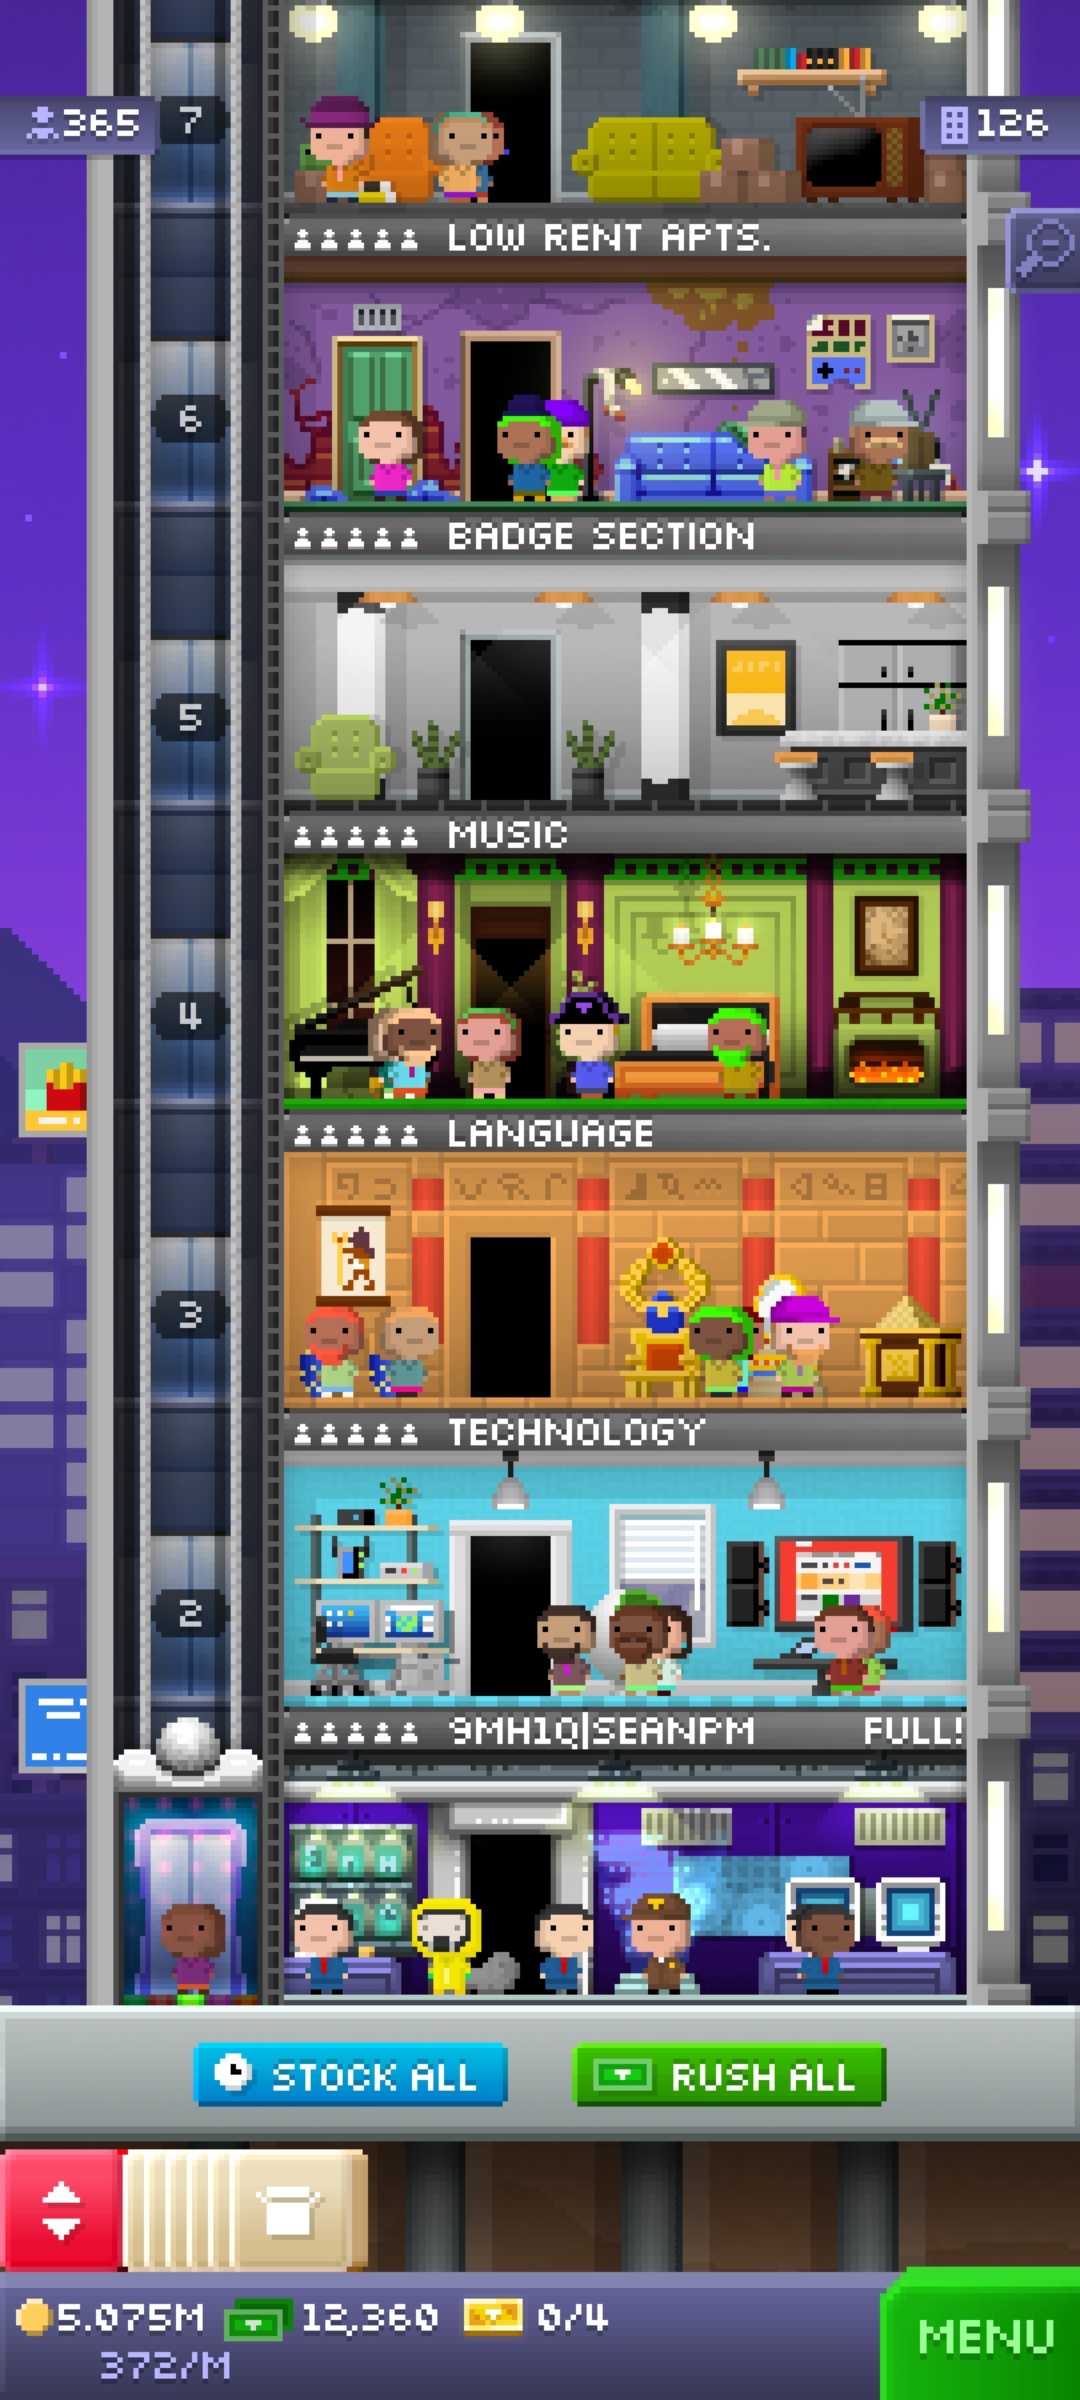 7
365
126
LOW RENT APTS.
6
BADGE SECTION
5
MUSIC
4
LANGUAGE
3
TECHNOLOGY
2
9MH1Q|SEANPM FULL!
STOCK ALL
RUSH ALL
5.075M 12,360 0/4
372/M
MENU